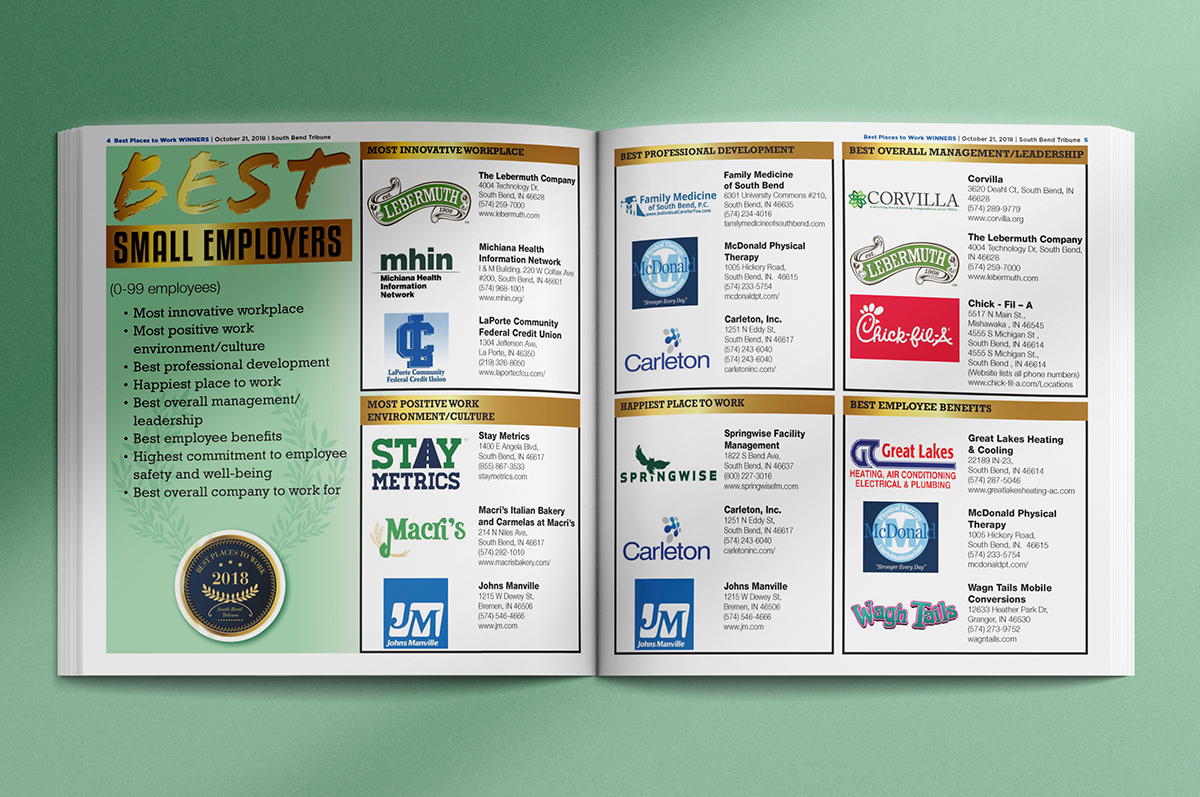 4 Best Places to Work WINNERS | October 21, 2018 | South Bend Tribune
BEST
SMALL EMPLOYERS
(0-99 employees)
• Most innovative workplace
• Most positive work
environment/culture
• Best professional development
• Happiest place to work
• Best overall management/
leadership
• Best employee benefits
• Highest commitment to employee
safety and well-being
• Best overall company to work for
BEST PLACES TO WORK
2018
South Bend
Tribune
MOST INNOVATIVE WORKPLACE
est.
LEBERMUTH
1908
The Lebermuth Company
4004 Technology Dr,
South Bend, IN 46628
(574) 259-7000
www.lebermuth.com
mhin
Michiana Health
Information
Network
Michiana Health
Information Network
I & M Building, 220 W Colfax Ave
#200, South Bend, IN 46601
(574) 968-1001
www.mhin.org/
LaPorte Community
Federal Credit Union
LaPorte Community
Federal Credit Union
1304 Jefferson Ave,
La Porte, IN 46350
(219) 326-8050
www.laportecfcu.com/
MOST POSITIVE WORK
ENVIRONMENT/CULTURE
STAY
METRICS
Stay Metrics
1400 E Angela Blvd,
South Bend, IN 46617
(855) 867-3533
staymetrics.com
Macri's
Macri's Italian Bakery
and Carmelas at Macri's
214 N Niles Ave,
South Bend, IN 46617
(574) 282-1010
www.macrisbakery.com/
JM
Johns Manville
Johns Manville
1215 W Dewey St,
Bremen, IN 46506
(574) 546-4666
www.jm.com
Best Places to Work WINNERS | October 21, 2018 | South Bend Tribune 5
BEST PROFESSIONAL DEVELOPMENT
Family Medicine
of South Bend, P.C.
www.IndividualCareforYou.com
Family Medicine
of South Bend
6301 University Commons #210,
South Bend, IN 46635
(574) 234-4016
familymedicineofsouthbend.com
Physical Therapy
McDonald
"Stronger Every Day"
McDonald Physical
Therapy
1005 Hickory Road,
South Bend, IN. 46615
(574) 233-5754
mcdonaldpt.com/
Carleton
Carleton, Inc.
1251 N Eddy St,
South Bend, IN 46617
(574) 243-6040
(574) 243-6040
carletoninc.com/
HAPPIEST PLACE TO WORK
SPRINGWISE
Springwise Facility
Management
1822 S Bend Ave,
South Bend, IN 46637
(800) 227-3016
www.springwisefm.com
Carleton
Carleton, Inc.
1251 N Eddy St,
South Bend, IN 46617
(574) 243-6040
carletoninc.com/
JM
Johns Manville
Johns Manville
1215 W Dewey St,
Bremen, IN 46506
(574) 546-4666
www.jm.com
BEST OVERALL MANAGEMENT/LEADERSHIP
CORVILLA
Corvilla
3620 Deahl Ct, South Bend, IN
46628
(574) 289-9779
www.corvilla.org
est.
LEBERMUTH
1908
The Lebermuth Company
4004 Technology Dr, South Bend,
IN 46628
(574) 259-7000
www.lebermuth.com
Chick-fil-A
Chick - Fil – A
5517 N Main St.,
Mishawaka , IN 46545
4555 S Michigan St ,
South Bend, IN 46614
4555 S Michigan St.,
South Bend , IN 46614
(Website lists all phone numbers)
www.chick-fil-a.com/Locations
BEST EMPLOYEE BENEFITS
GL Great Lakes
HEATING, AIR CONDITIONING
ELECTRICAL & PLUMBING
Great Lakes Heating
& Cooling
22189 IN-23,
South Bend, IN 46614
(574) 287-5046
www.greatlakesheating-ac.com
Physical Therapy
McDonald
"Stronger Every Day"
McDonald Physical
Therapy
1005 Hickory Road,
South Bend, IN. 46615
(574) 233-5754
mcdonaldpt.com/
Wagn Tails
Wagn Tails Mobile
Conversions
12633 Heather Park Dr,
Granger, IN 46530
(574) 273-9752
wagntails.com